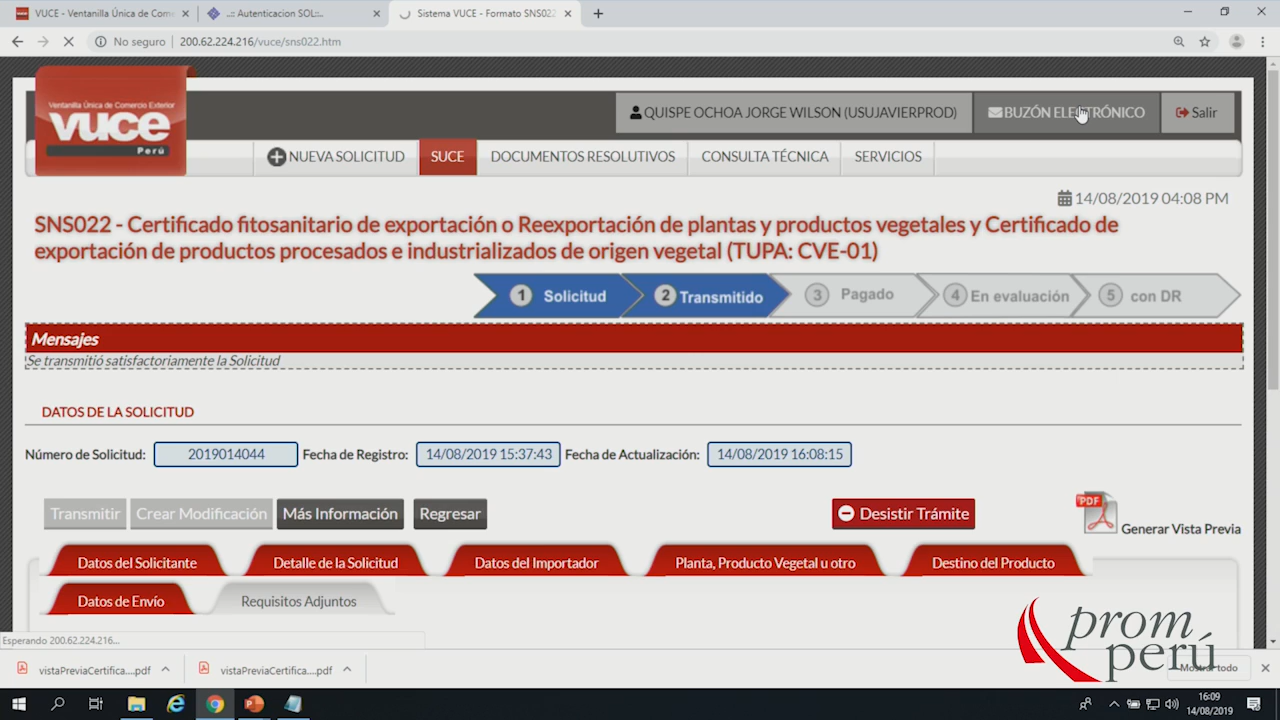 VUCE - Ventanilla Única de Come
..:: Autenticacion SOL::..
Sistema VUCE - Formato SNS022
No seguro
200.62.224.216/vuce/sns022.htm
Ventanilla Única de Comercio Exterior
vuce
Perú
QUISPE OCHOA JORGE WILSON (USUJAVIERPROD)
BUZÓN ELECTRÓNICO
Salir
NUEVA SOLICITUD
SUCE
DOCUMENTOS RESOLUTIVOS
CONSULTA TÉCNICA
SERVICIOS
14/08/2019 04:08 PM
SNS022 - Certificado fitosanitario de exportación o Reexportación de plantas y productos vegetales y Certificado de
exportación de productos procesados e industrializados de origen vegetal (TUPA: CVE-01)
1 Solicitud
2 Transmitido
3 Pagado
4 En evaluación
5 con DR
Mensajes
Se transmitió satisfactoriamente la Solicitud
DATOS DE LA SOLICITUD
Número de Solicitud: 2019014044 Fecha de Registro: 14/08/2019 15:37:43 Fecha de Actualización: 14/08/2019 16:08:15
Transmitir
Crear Modificación
Más Información
Regresar
Desistir Trámite
PDF
Generar Vista Previa
Datos del Solicitante
Detalle de la Solicitud
Datos del Importador
Planta, Producto Vegetal u otro
Destino del Producto
Datos de Envío
Requisitos Adjuntos
Esperando 200.62.224.216...
prom
perú
vistaPreviaCertifica....pdf
vistaPreviaCertifica....pdf
Mostrar todo
16:09
14/08/2019